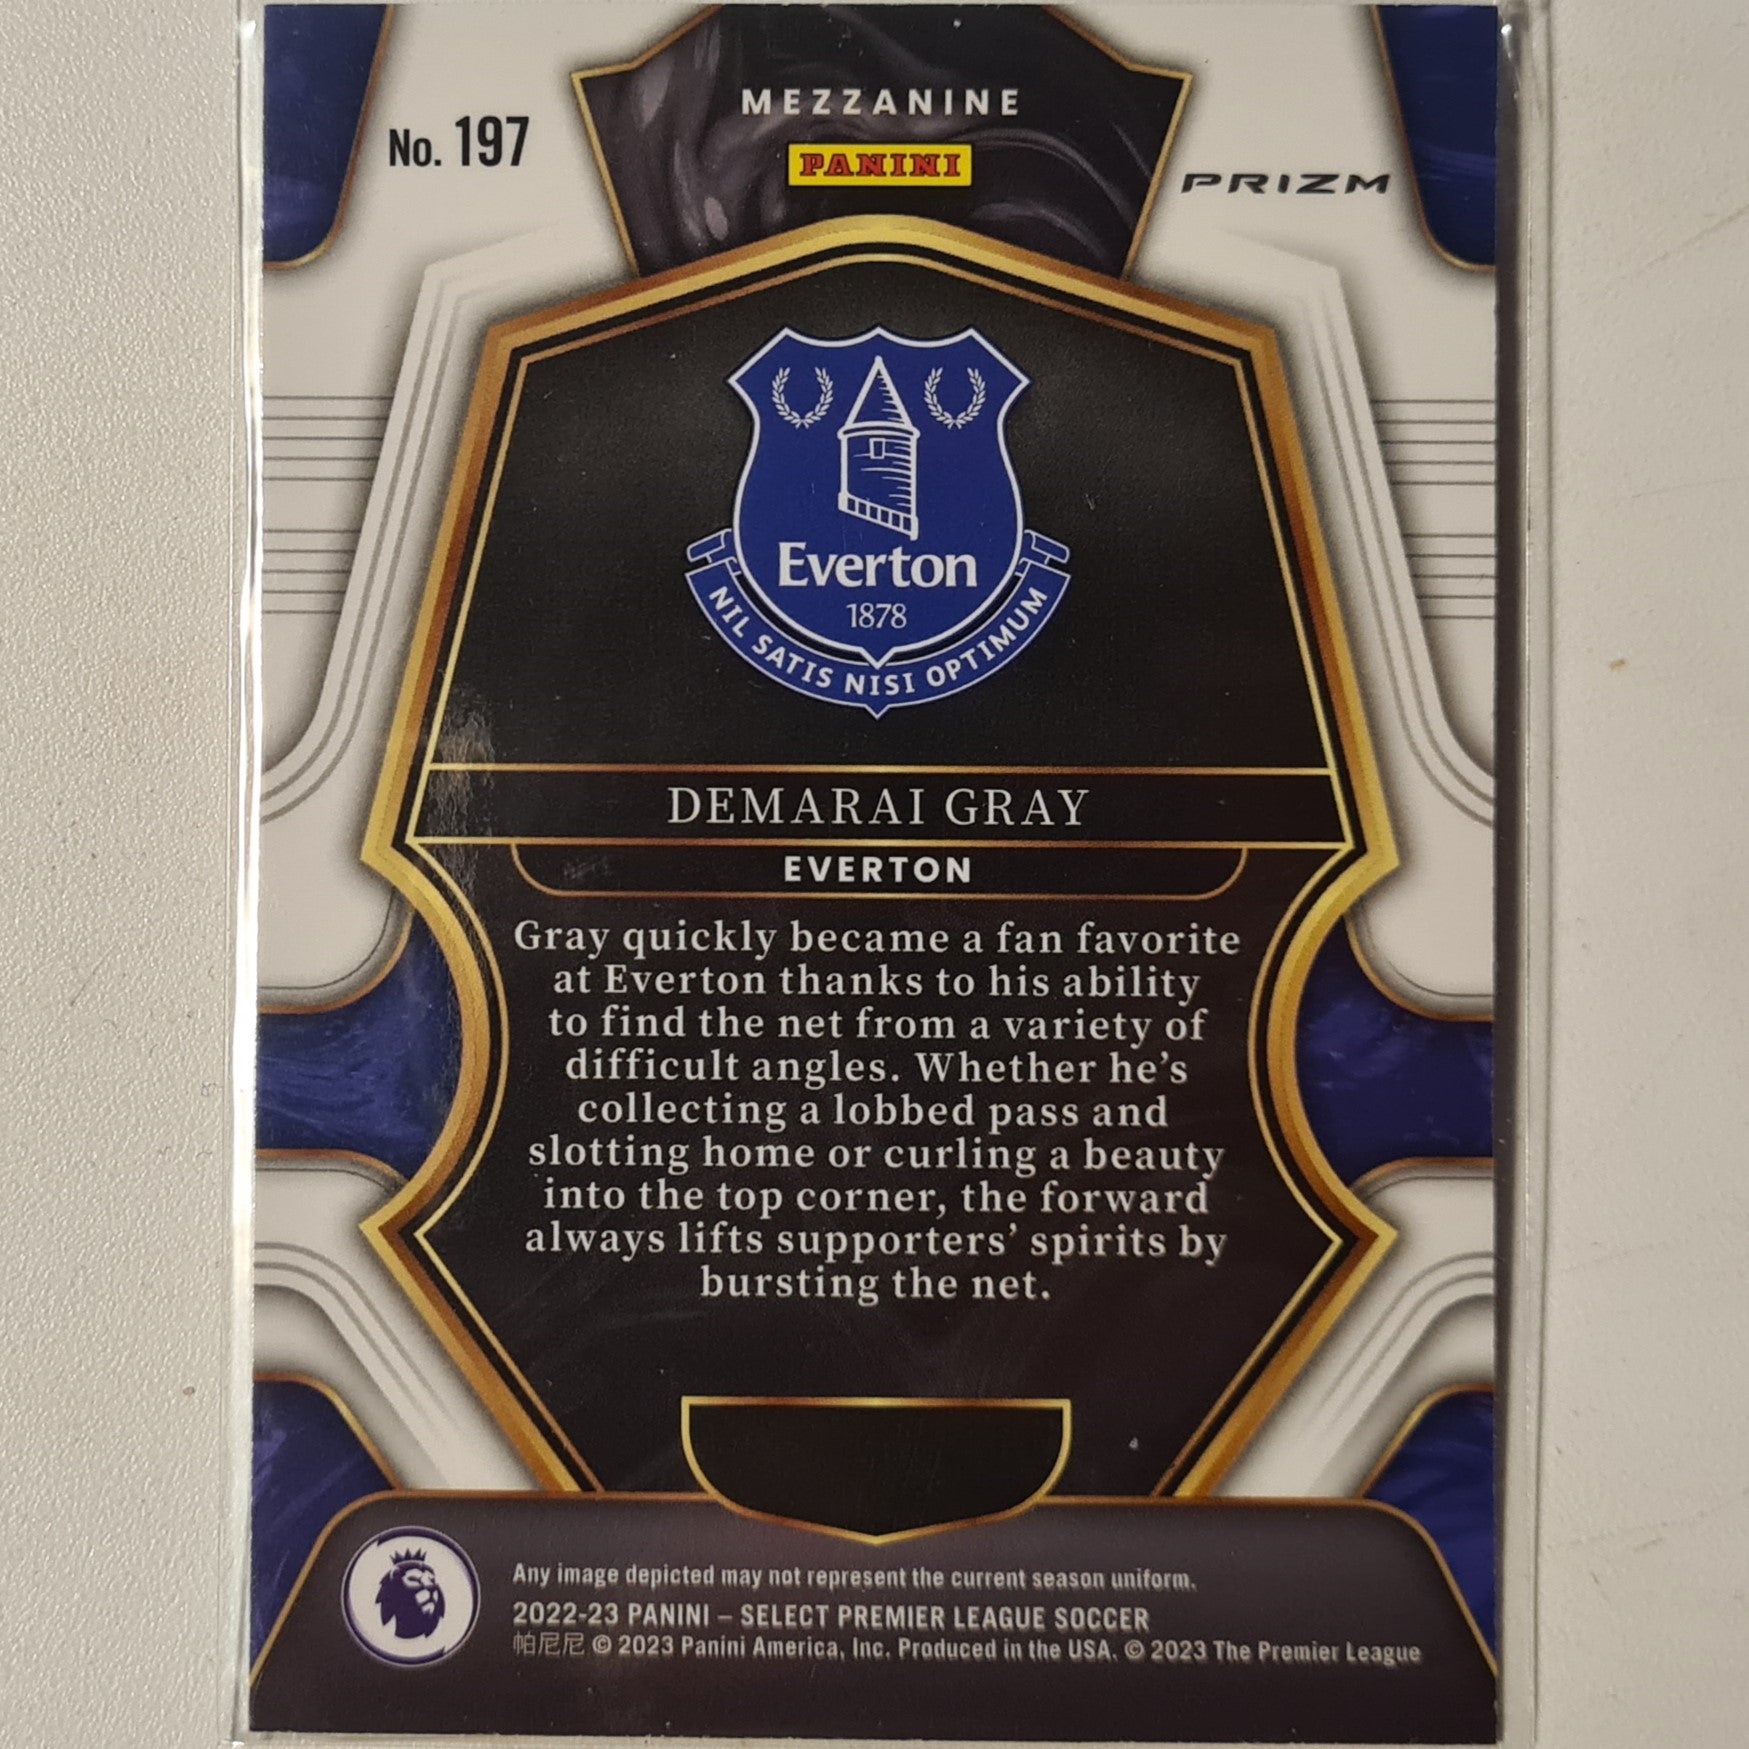 MEZZANINE
No. 197
PANINI
PRIZM
Everton
1878
NIL SATIS NISI OPTIMUM
DEMARAI GRAY
EVERTON
Gray quickly became a fan favorite
at Everton thanks to his ability
to find the net from a variety of
difficult angles. Whether he's
collecting a lobbed pass and
slotting home or curling a beauty
into the top corner, the forward
always lifts supporters' spirits by
bursting the net.
Any image depicted may not represent the current season uniform.
2022-23 PANINI – SELECT PREMIER LEAGUE SOCCER
帕尼尼 © 2023 Panini America, Inc. Produced in the USA. © 2023 The Premier League